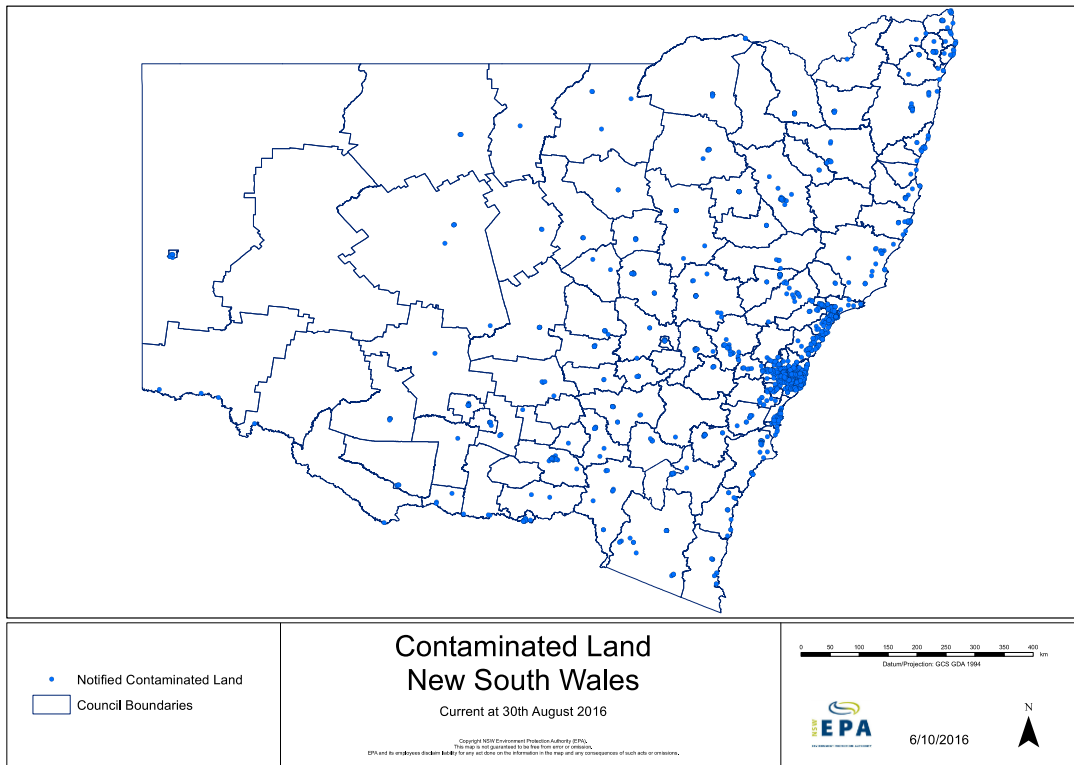 Notified Contaminated Land
Council Boundaries
Contaminated Land
New South Wales
Current at 30th August 2016
Copyright NSW Environment Protection Authority (EPA).
This map is not guaranteed to be free from error or omission.
EPA and its employees disclaim liability for any act done on the information in the map and any consequences of such acts or omissions.
0 50 100 150 200 250 300 350 400
km
Datum/Projection: GCS GDA 1994
NSW EPA
ENVIRONMENT PROTECTION AUTHORITY
6/10/2016
N